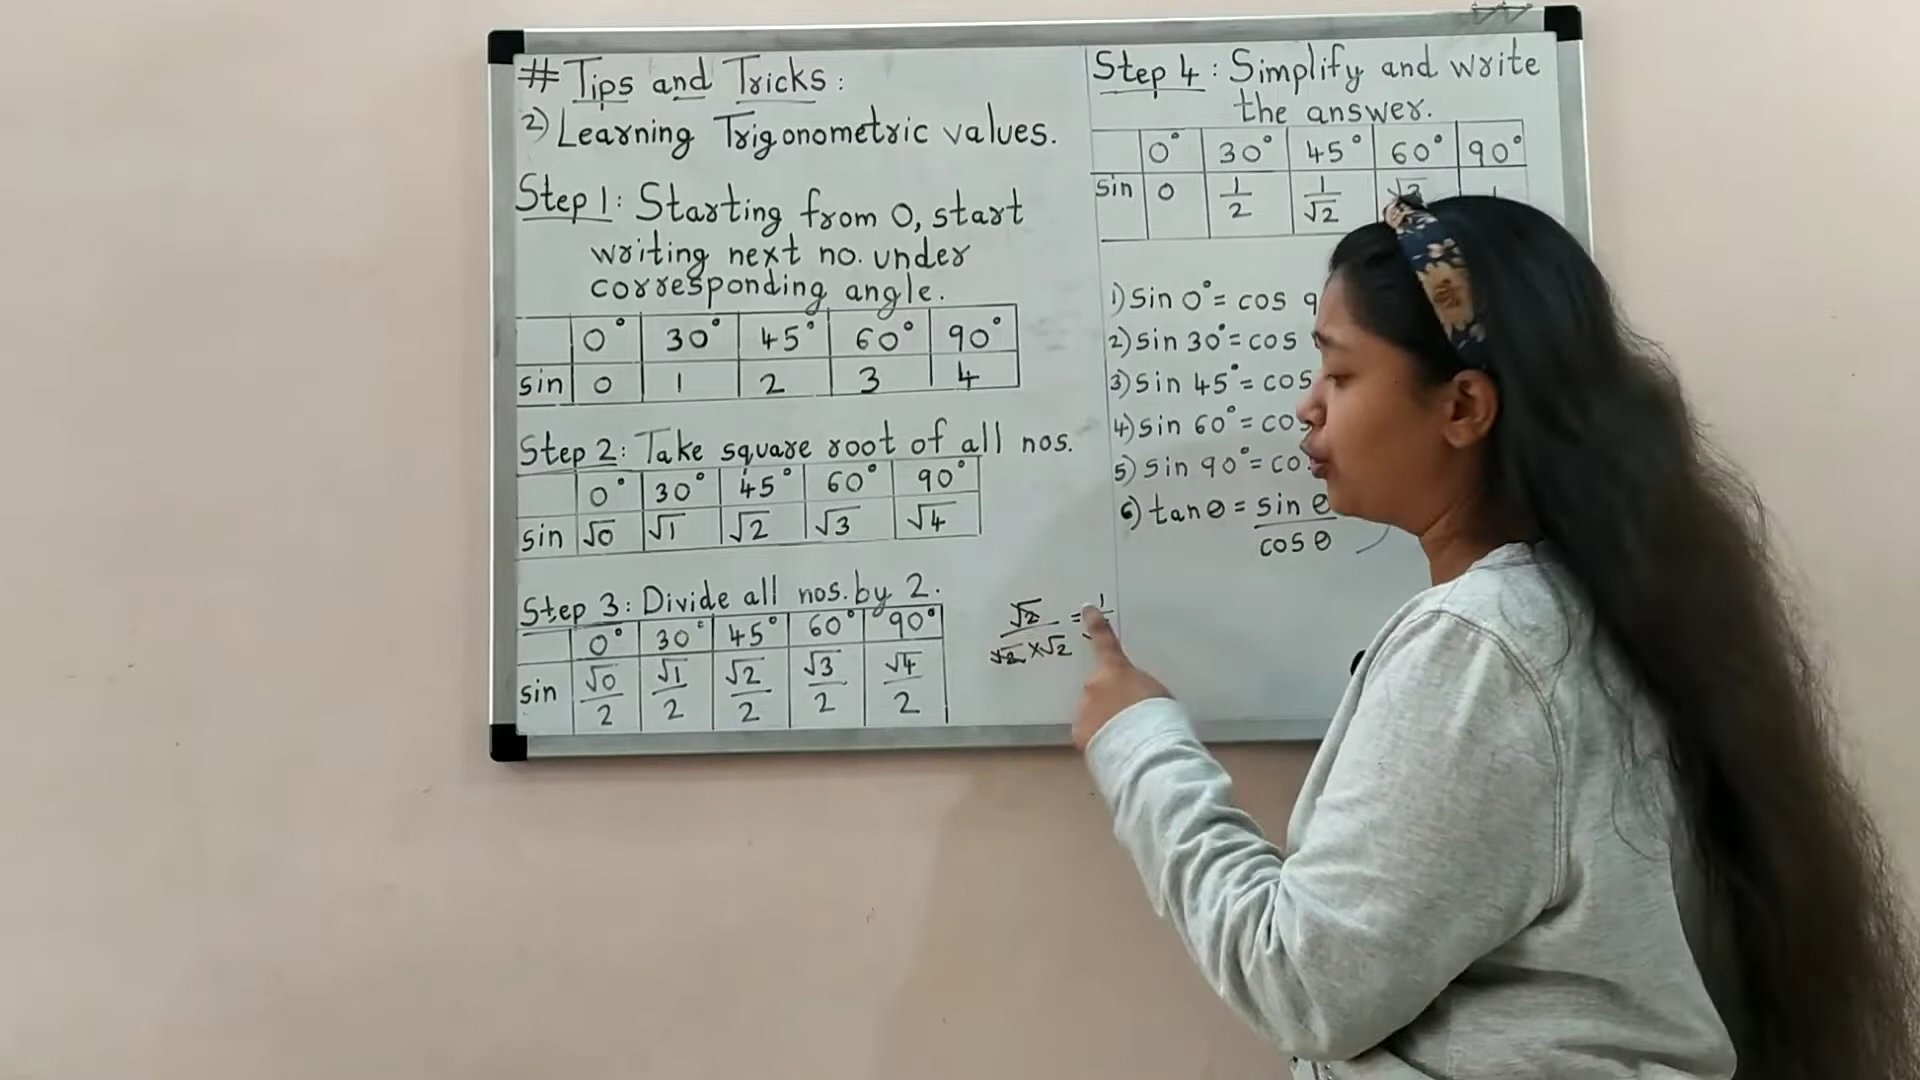 # Tips and Tricks:
2) Learning Trigonometric values.
Step 1: Starting from 0, start
writing next no. under
corresponding angle.
0° 30° 45° 60° 90°
sin 0 1 2 3 4
Step 2: Take square root of all nos.
0° 30° 45° 60° 90°
sin √0 √1 √2 √3 √4
Step 3: Divide all nos. by 2.
0° 30° 45° 60° 90°
sin √0/2 √1/2 √2/2 √3/2 √4/2
√2/√2×√2 = 1
Step 4: Simplify and write
the answer.
0° 30° 45° 60° 90°
sin 0 1/2 1/√2 √3
1) sin 0° = cos 9
2) sin 30° = cos
3) sin 45° = cos
4) sin 60° = cos
5) sin 90° = co
6) tan θ = sin θ/cos θ